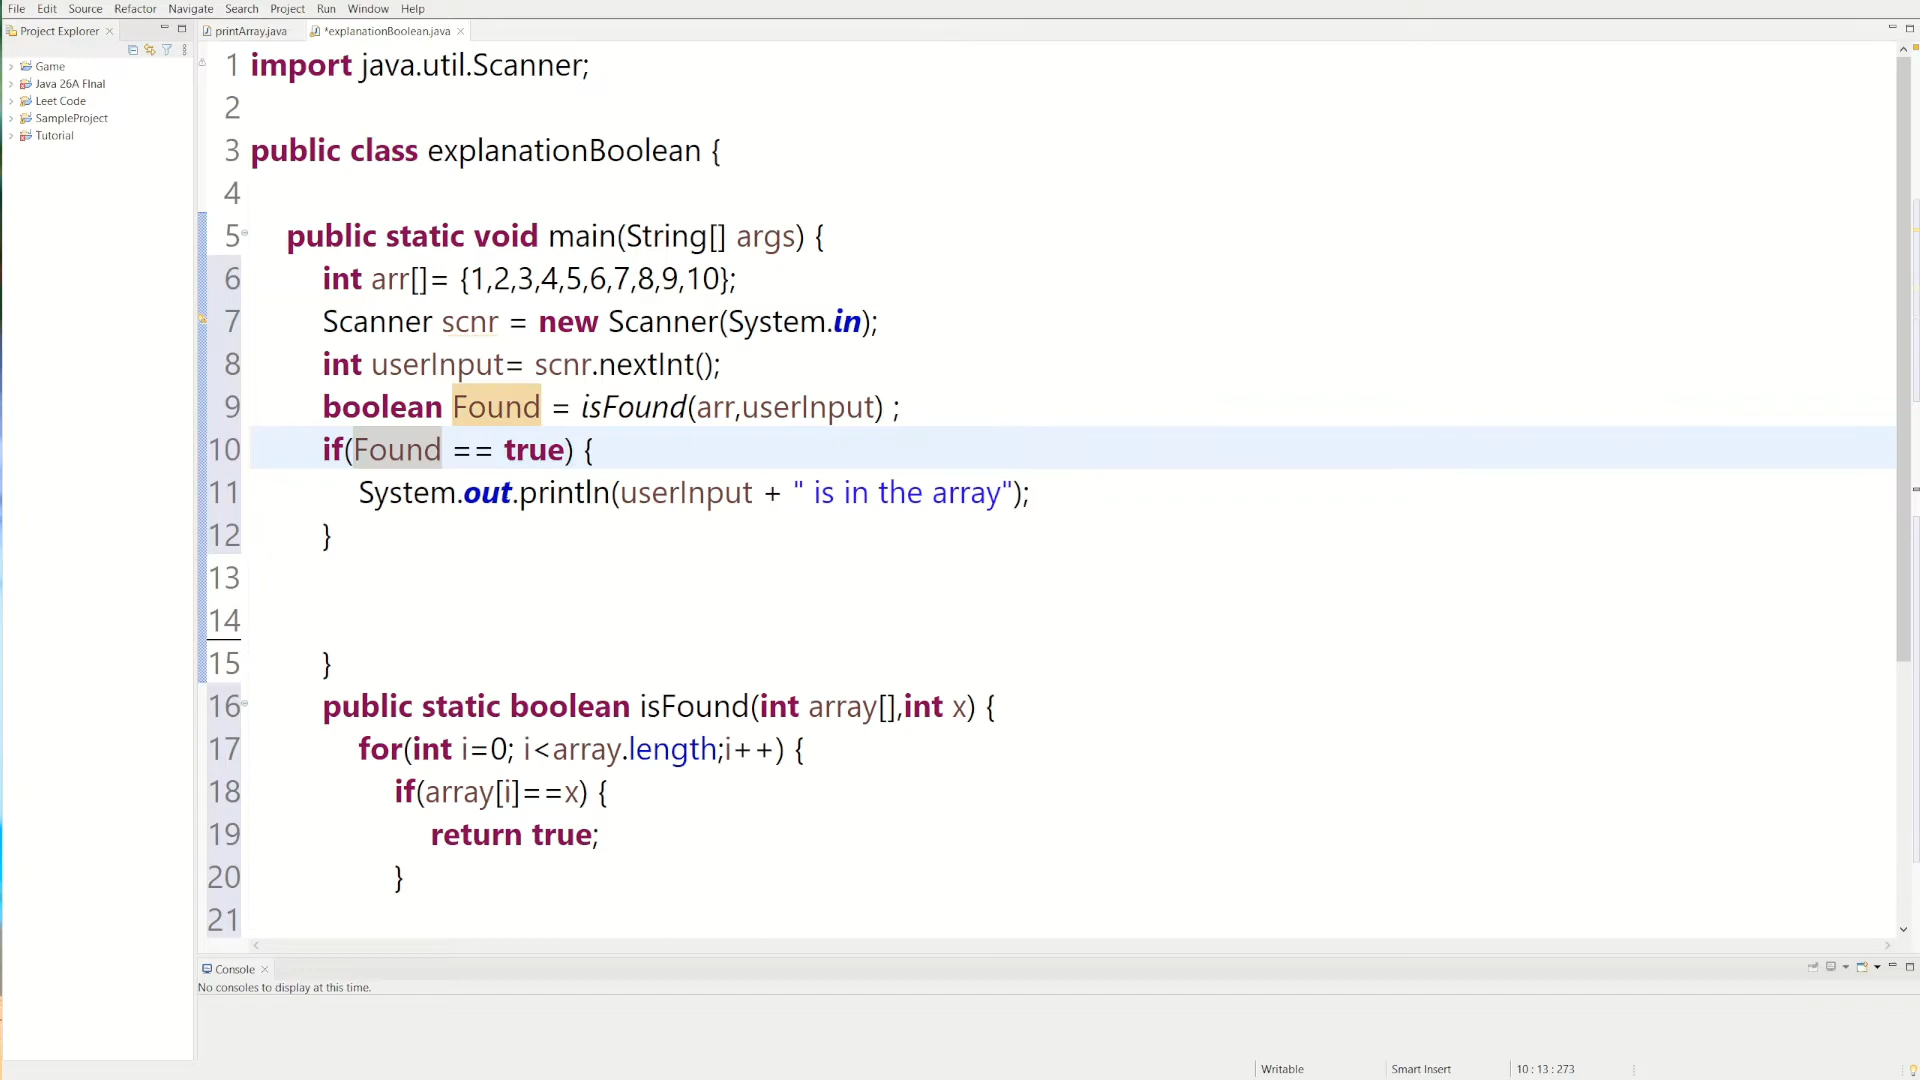 File Edit Source Refactor Navigate Search Project Run Window Help
Project Explorer
printArray.java
*explanationBoolean.java
Game
Java 26A FInal
Leet Code
SampleProject
Tutorial
1 import java.util.Scanner;
2
3 public class explanationBoolean {
4
5 public static void main(String[] args) {
6 int arr[]= {1,2,3,4,5,6,7,8,9,10};
7 Scanner scnr = new Scanner(System.in);
8 int userInput= scnr.nextInt();
9 boolean Found = isFound(arr,userInput) ;
10 if(Found == true) {
11 System.out.println(userInput + " is in the array");
12 }
13
14
15 }
16 public static boolean isFound(int array[],int x) {
17 for(int i=0; i<array.length;i++) {
18 if(array[i]==x) {
19 return true;
20 }
21
Console
No consoles to display at this time.
Writable Smart Insert 10 : 13 : 273